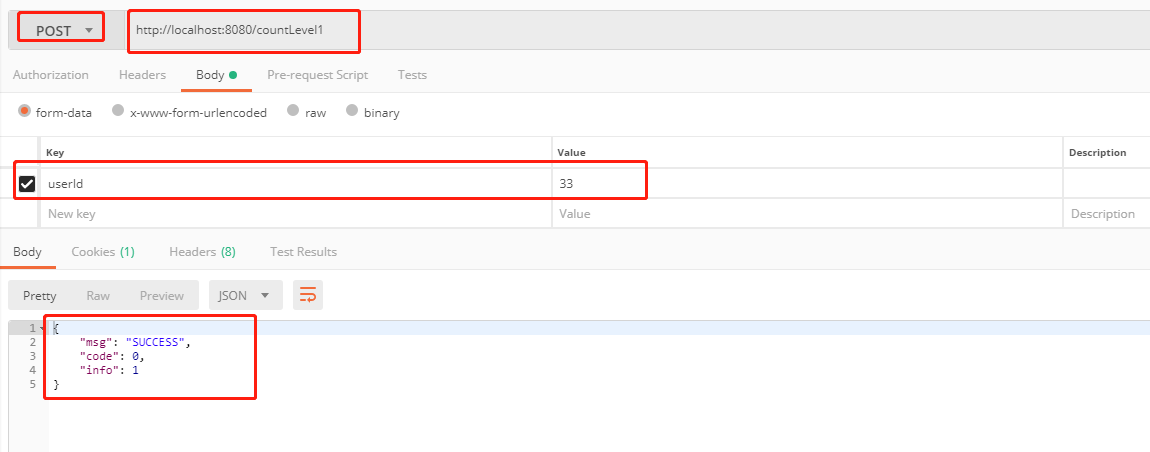 POST http://localhost:8080/countLevel1
Authorization Headers Body Pre-request Script Tests
form-data x-www-form-urlencoded raw binary
Key Value Description
userId 33
New key Value Description
Body Cookies (1) Headers (8) Test Results
Pretty Raw Preview JSON
1 {
2 "msg": "SUCCESS",
3 "code": 0,
4 "info": 1
5 }